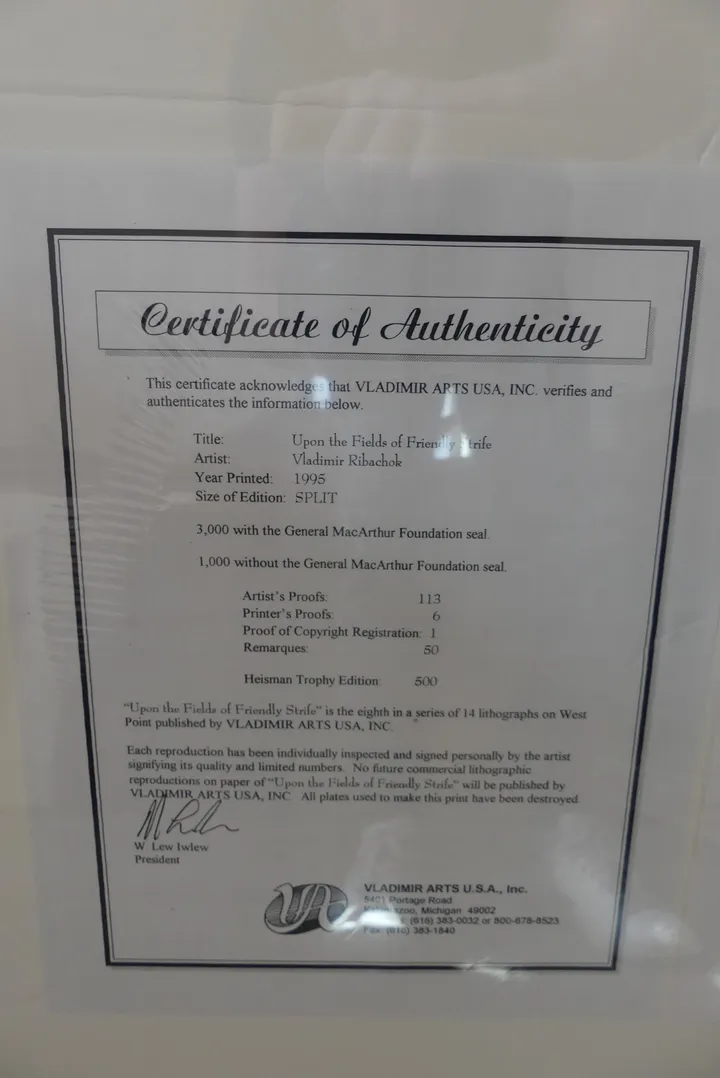 Certificate of Authenticity
This certificate acknowledges that VLADIMIR ARTS USA, INC. verifies and
authenticates the information below.
Title: Upon the Fields of Friendly Strife
Artist: Vladimir Ribachok
Year Printed: 1995
Size of Edition: SPLIT
3,000 with the General MacArthur Foundation seal.
1,000 without the General MacArthur Foundation seal.
Artist's Proofs: 113
Printer's Proofs: 6
Proof of Copyright Registration: 1
Remarques: 50
Heisman Trophy Edition: 500
"Upon the Fields of Friendly Strife" is the eighth in a series of 14 lithographs on West
Point published by VLADIMIR ARTS USA, INC.
Each reproduction has been individually inspected and signed personally by the artist
signifying its quality and limited numbers. No future commercial lithographic
reproductions on paper of "Upon the Fields of Friendly Strife" will be published by
VLADIMIR ARTS USA, INC. All plates used to make this print have been destroyed.
W. Lew Iwlew
President
VA
VLADIMIR ARTS U.S.A., Inc.
5401 Portage Road
Kalamazoo, Michigan 49002
(616) 383-0032 or 800-678-8523
Fax: (616) 383-1840